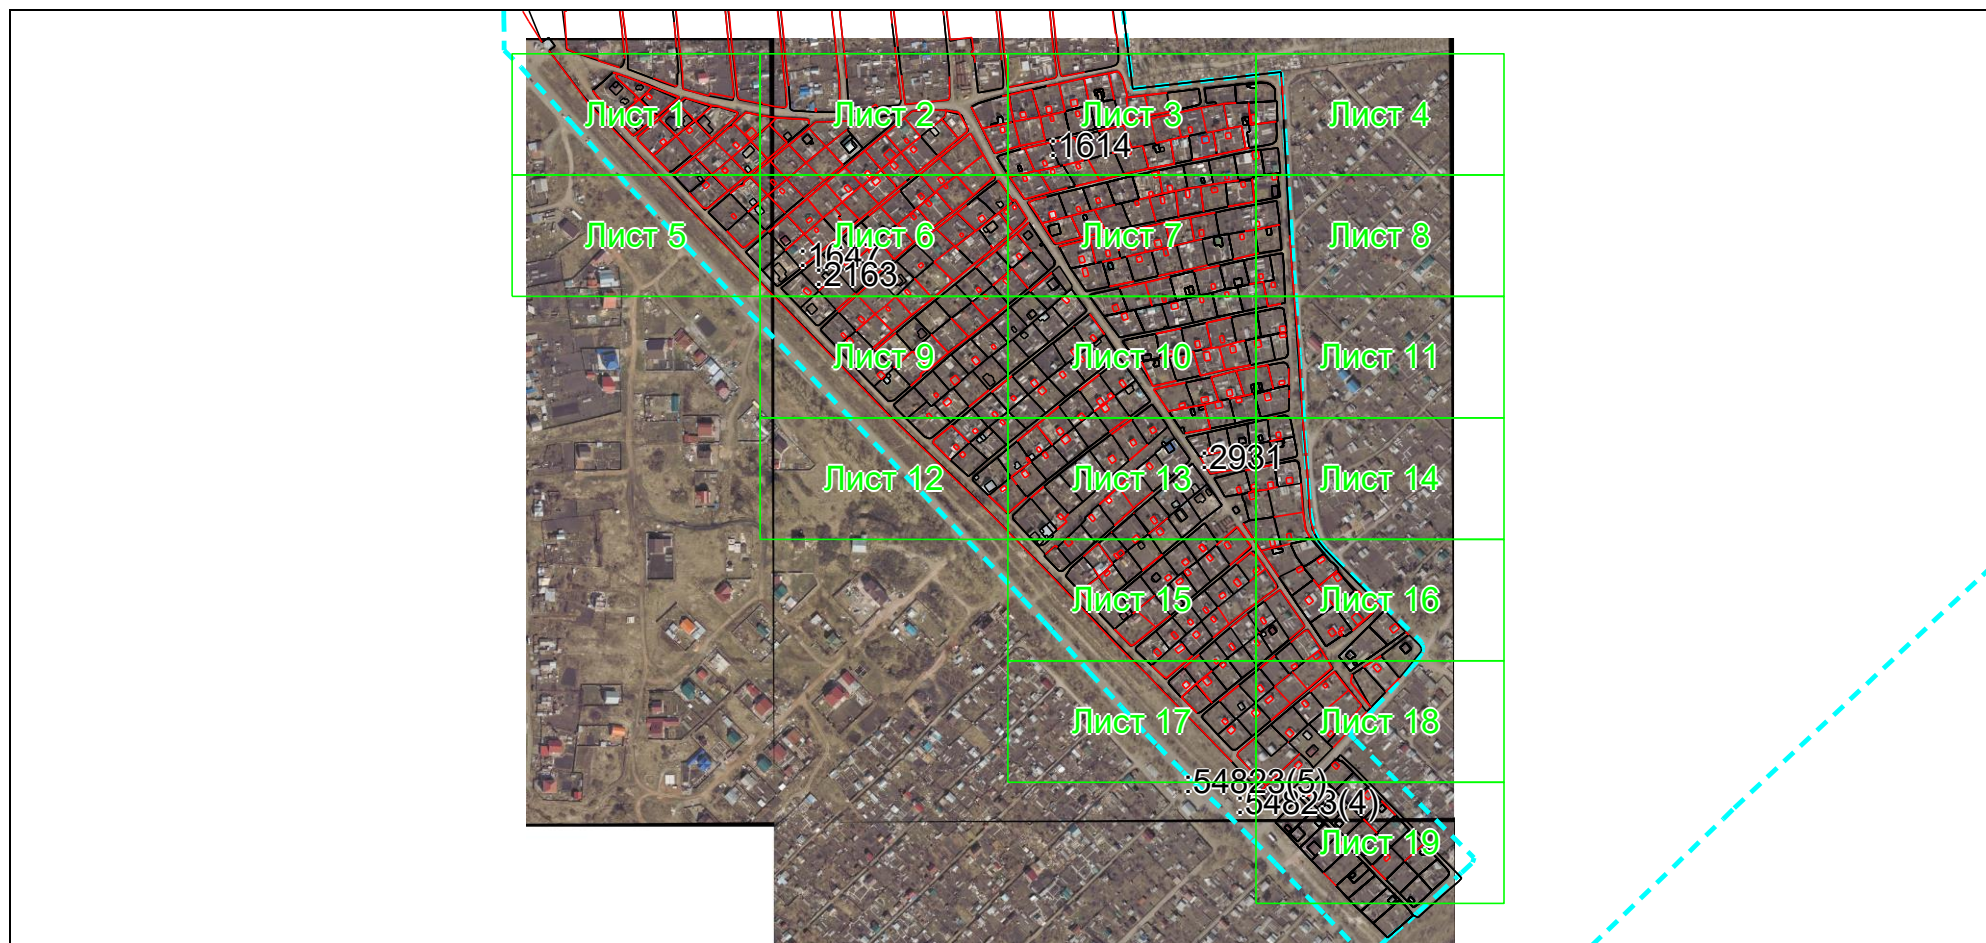 Лист 1
Лист 2
Лист 3
Лист 4
:1614
Лист 5
Лист 6
Лист 7
Лист 8
:1647
:2163
Лист 9
Лист 10
Лист 11
:2931
Лист 12
Лист 13
Лист 14
Лист 15
Лист 16
Лист 17
Лист 18
:54823(5)
:54823(4)
Лист 19